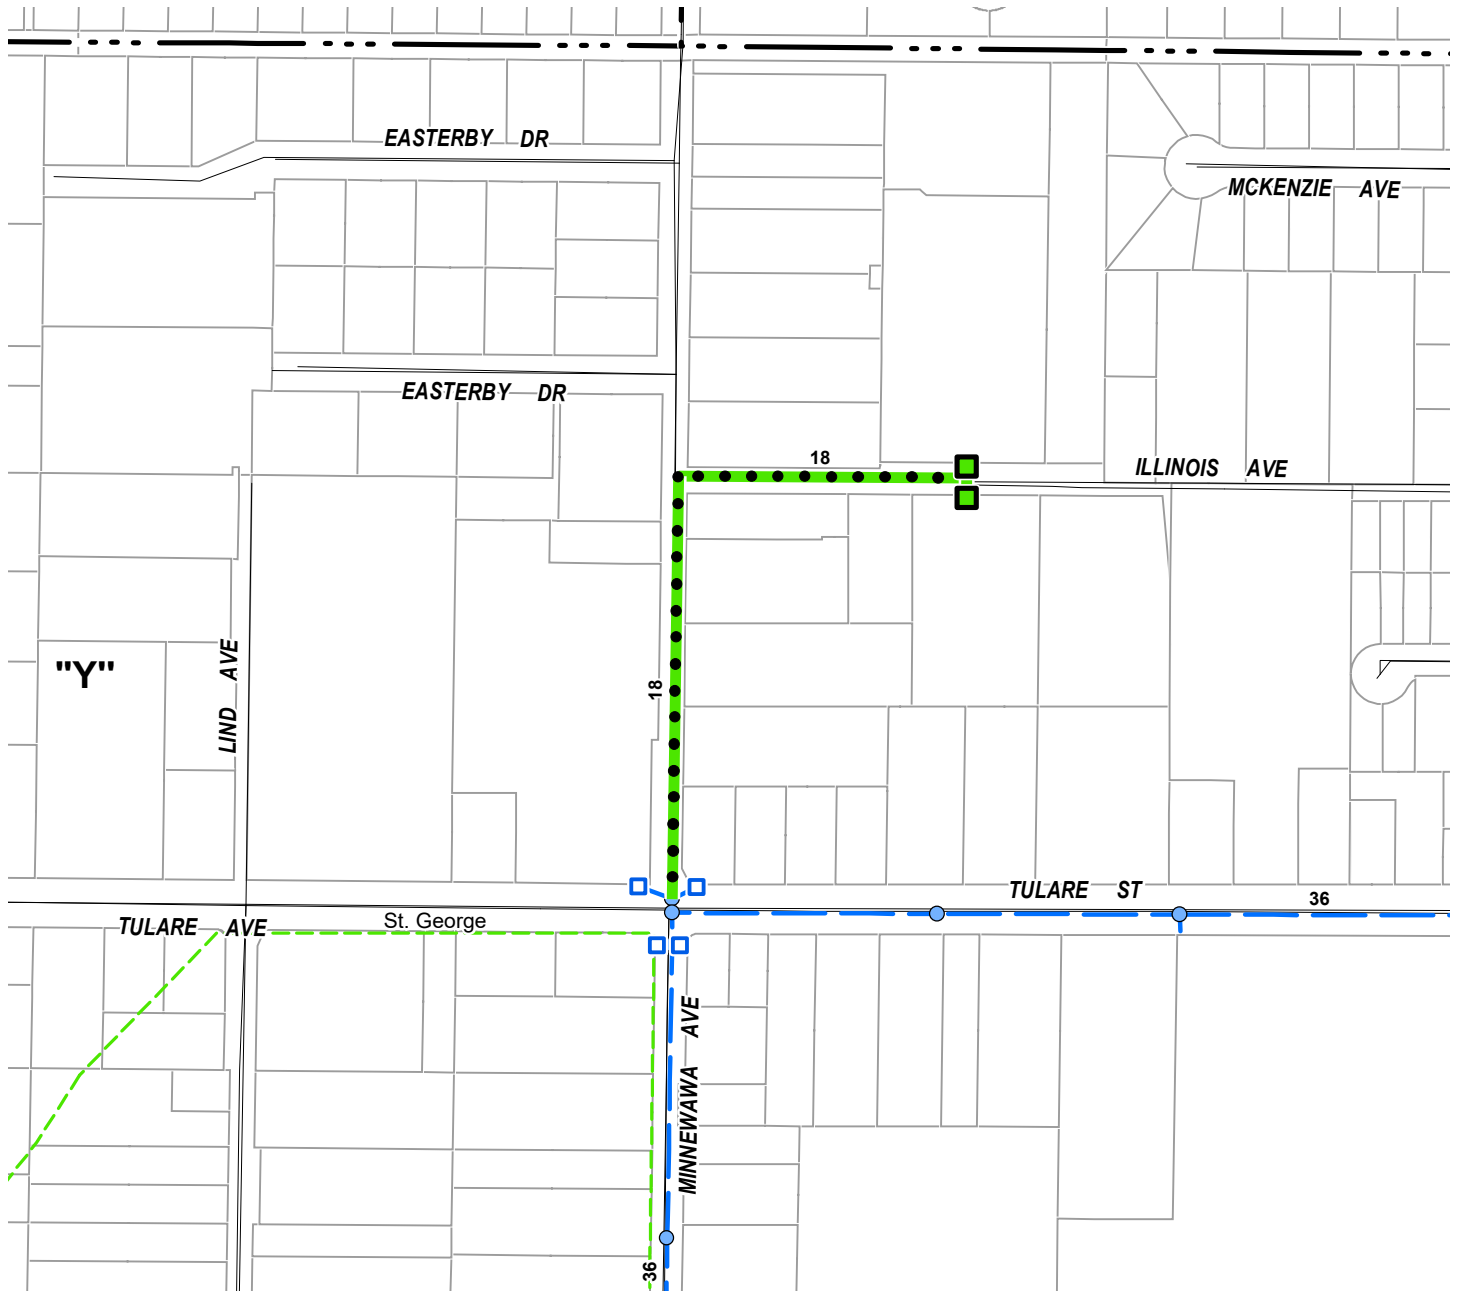 EASTERBY DR
MCKENZIE AVE
EASTERBY DR
18
ILLINOIS AVE
"Y"
LIND AVE
18
TULARE ST
36
TULARE AVE
St. George
MINNEWAWA AVE
36